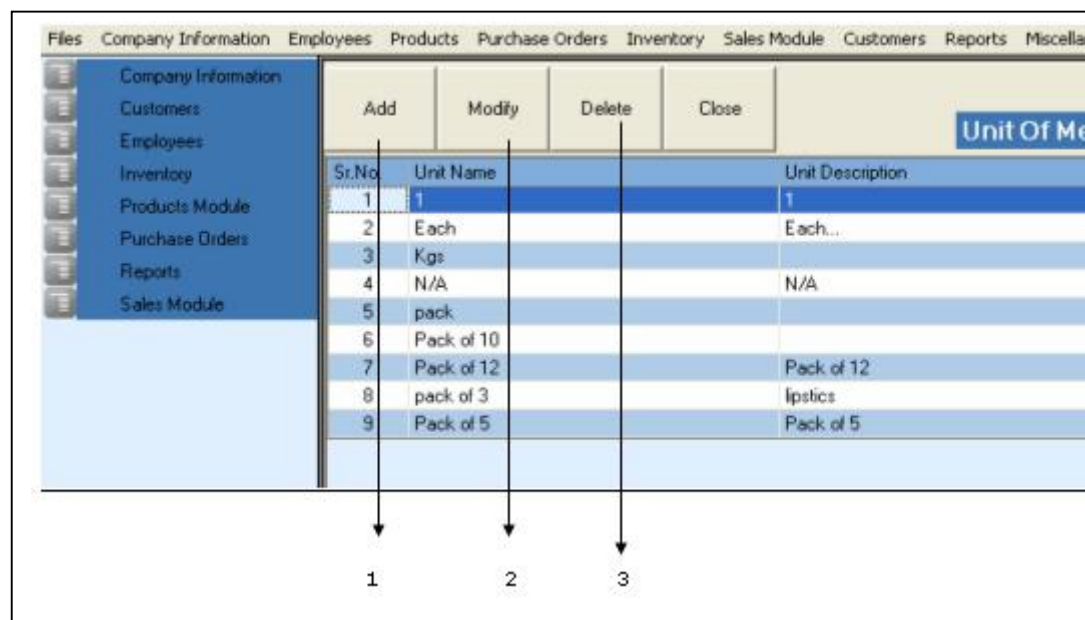 Files Company Information Employees Products Purchase Orders Inventory Sales Module Customers Reports
Company Information
Customers
Employees
Inventory
Products Module
Purchase Orders
Reports
Sales Module
Add Modify Delete Close
Unit Of
Sr.No. Unit Name Unit Description
1 1 1
2 Each Each...
3 Kgs
4 N/A N/A
5 pack
6 Pack of 10
7 Pack of 12 Pack of 12
8 pack of 3 lipstics
9 Pack of 5 Pack of 5
1 2 3